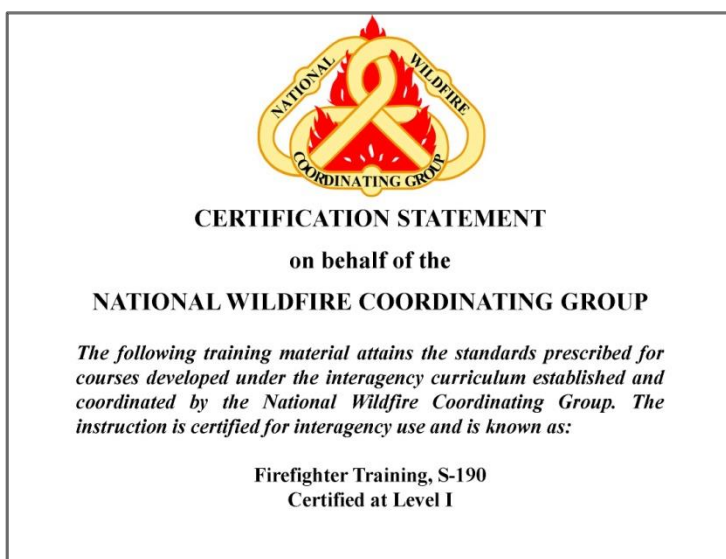 NATIONAL WILDFIRE
COORDINATING GROUP
CERTIFICATION STATEMENT
on behalf of the
NATIONAL WILDFIRE COORDINATING GROUP
The following training material attains the standards prescribed for
courses developed under the interagency curriculum established and
coordinated by the National Wildfire Coordinating Group. The
instruction is certified for interagency use and is known as:
Firefighter Training, S-190
Certified at Level I